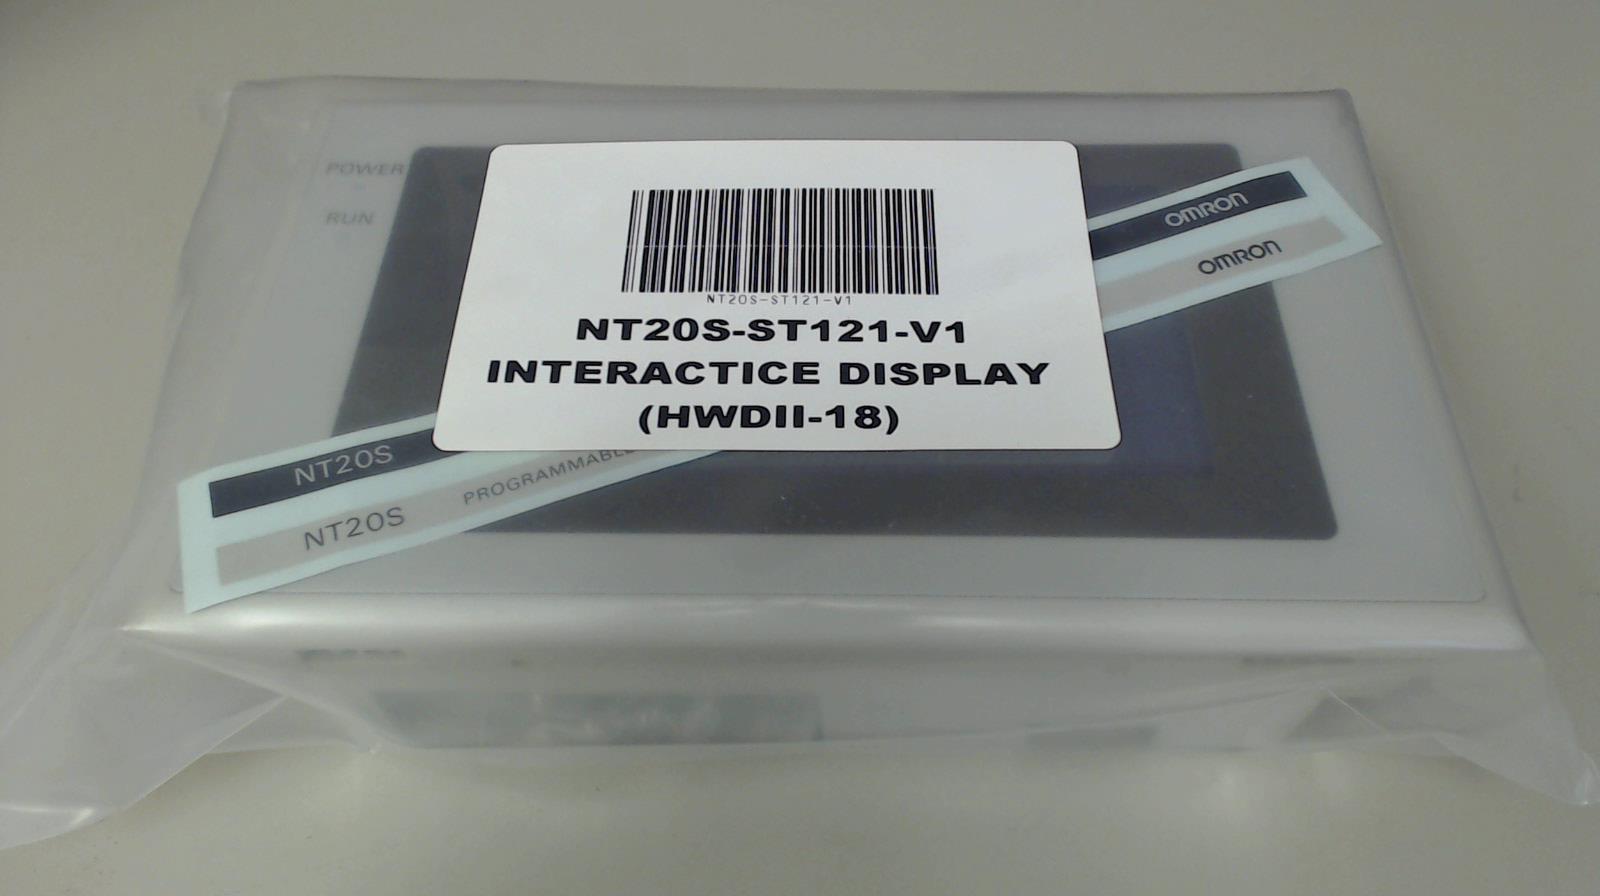 POWER
RUN
NT20S-ST121-V1
NT20S-ST121-V1
INTERACTICE DISPLAY
(HWDII-18)
OMRON
OMRON
NT20S
NT20S PROGRAMMABLE